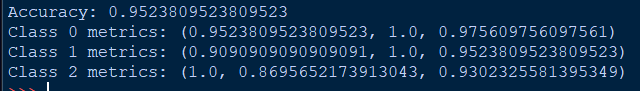 Accuracy: 0.9523809523809523
Class 0 metrics: (0.9523809523809523, 1.0, 0.975609756097561)
Class 1 metrics: (0.9090909090909091, 1.0, 0.9523809523809523)
Class 2 metrics: (1.0, 0.8695652173913043, 0.9302325581395349)
>>>